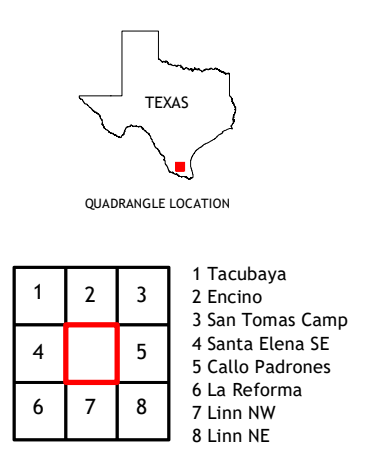 TEXAS
QUADRANGLE LOCATION
1 2 3
4 5
6 7 8
1 Tacubaya
2 Encino
3 San Tomas Camp
4 Santa Elena SE
5 Callo Padrones
6 La Reforma
7 Linn NW
8 Linn NE